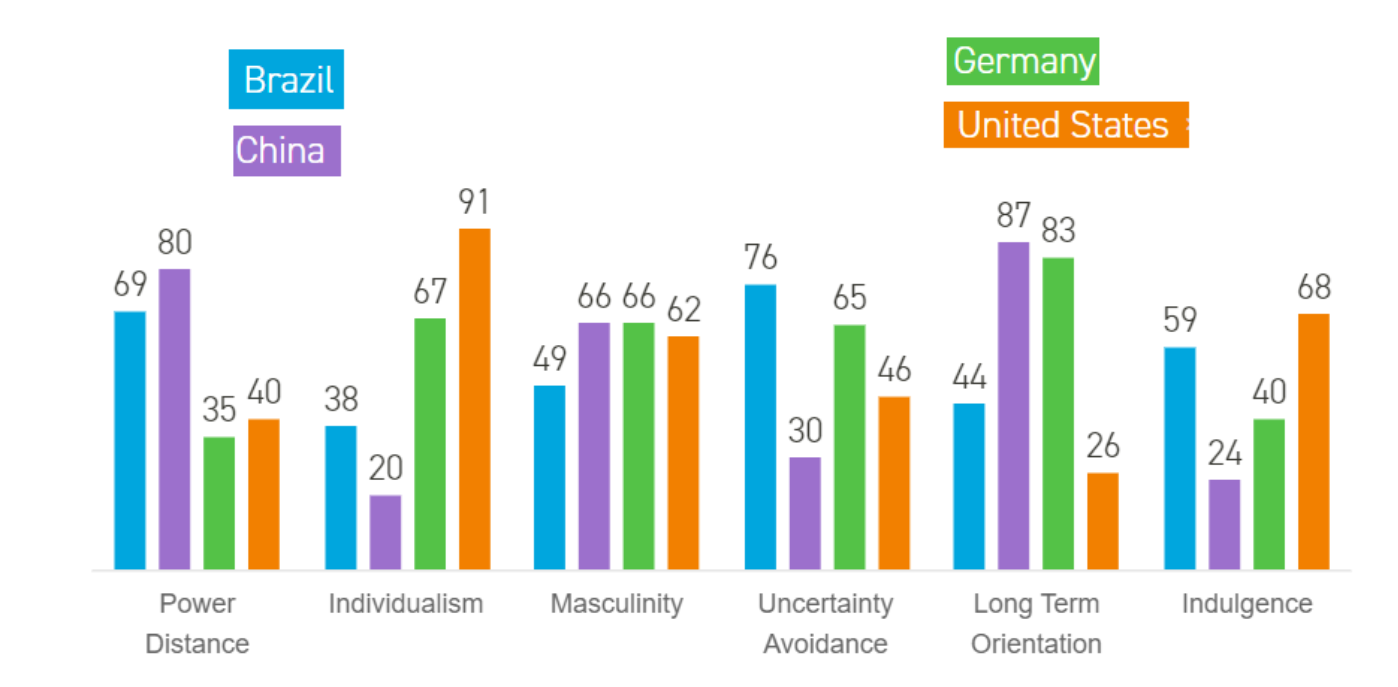 Brazil
China
Germany
United States
69 80 35 40
38 20 67 91
49 66 66 62
76 30 65 46
44 87 83 26
59 24 40 68
Power
Distance
Individualism
Masculinity
Uncertainty
Avoidance
Long Term
Orientation
Indulgence